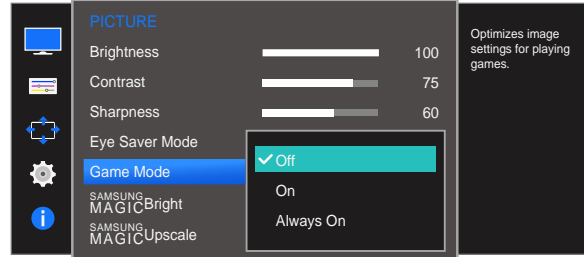 PICTURE
Brightness 100
Contrast 75
Sharpness 60
Eye Saver Mode
Game Mode
SAMSUNG
MAGICBright
SAMSUNG
MAGICUpscale
Off
On
Always On
Optimizes image
settings for playing
games.